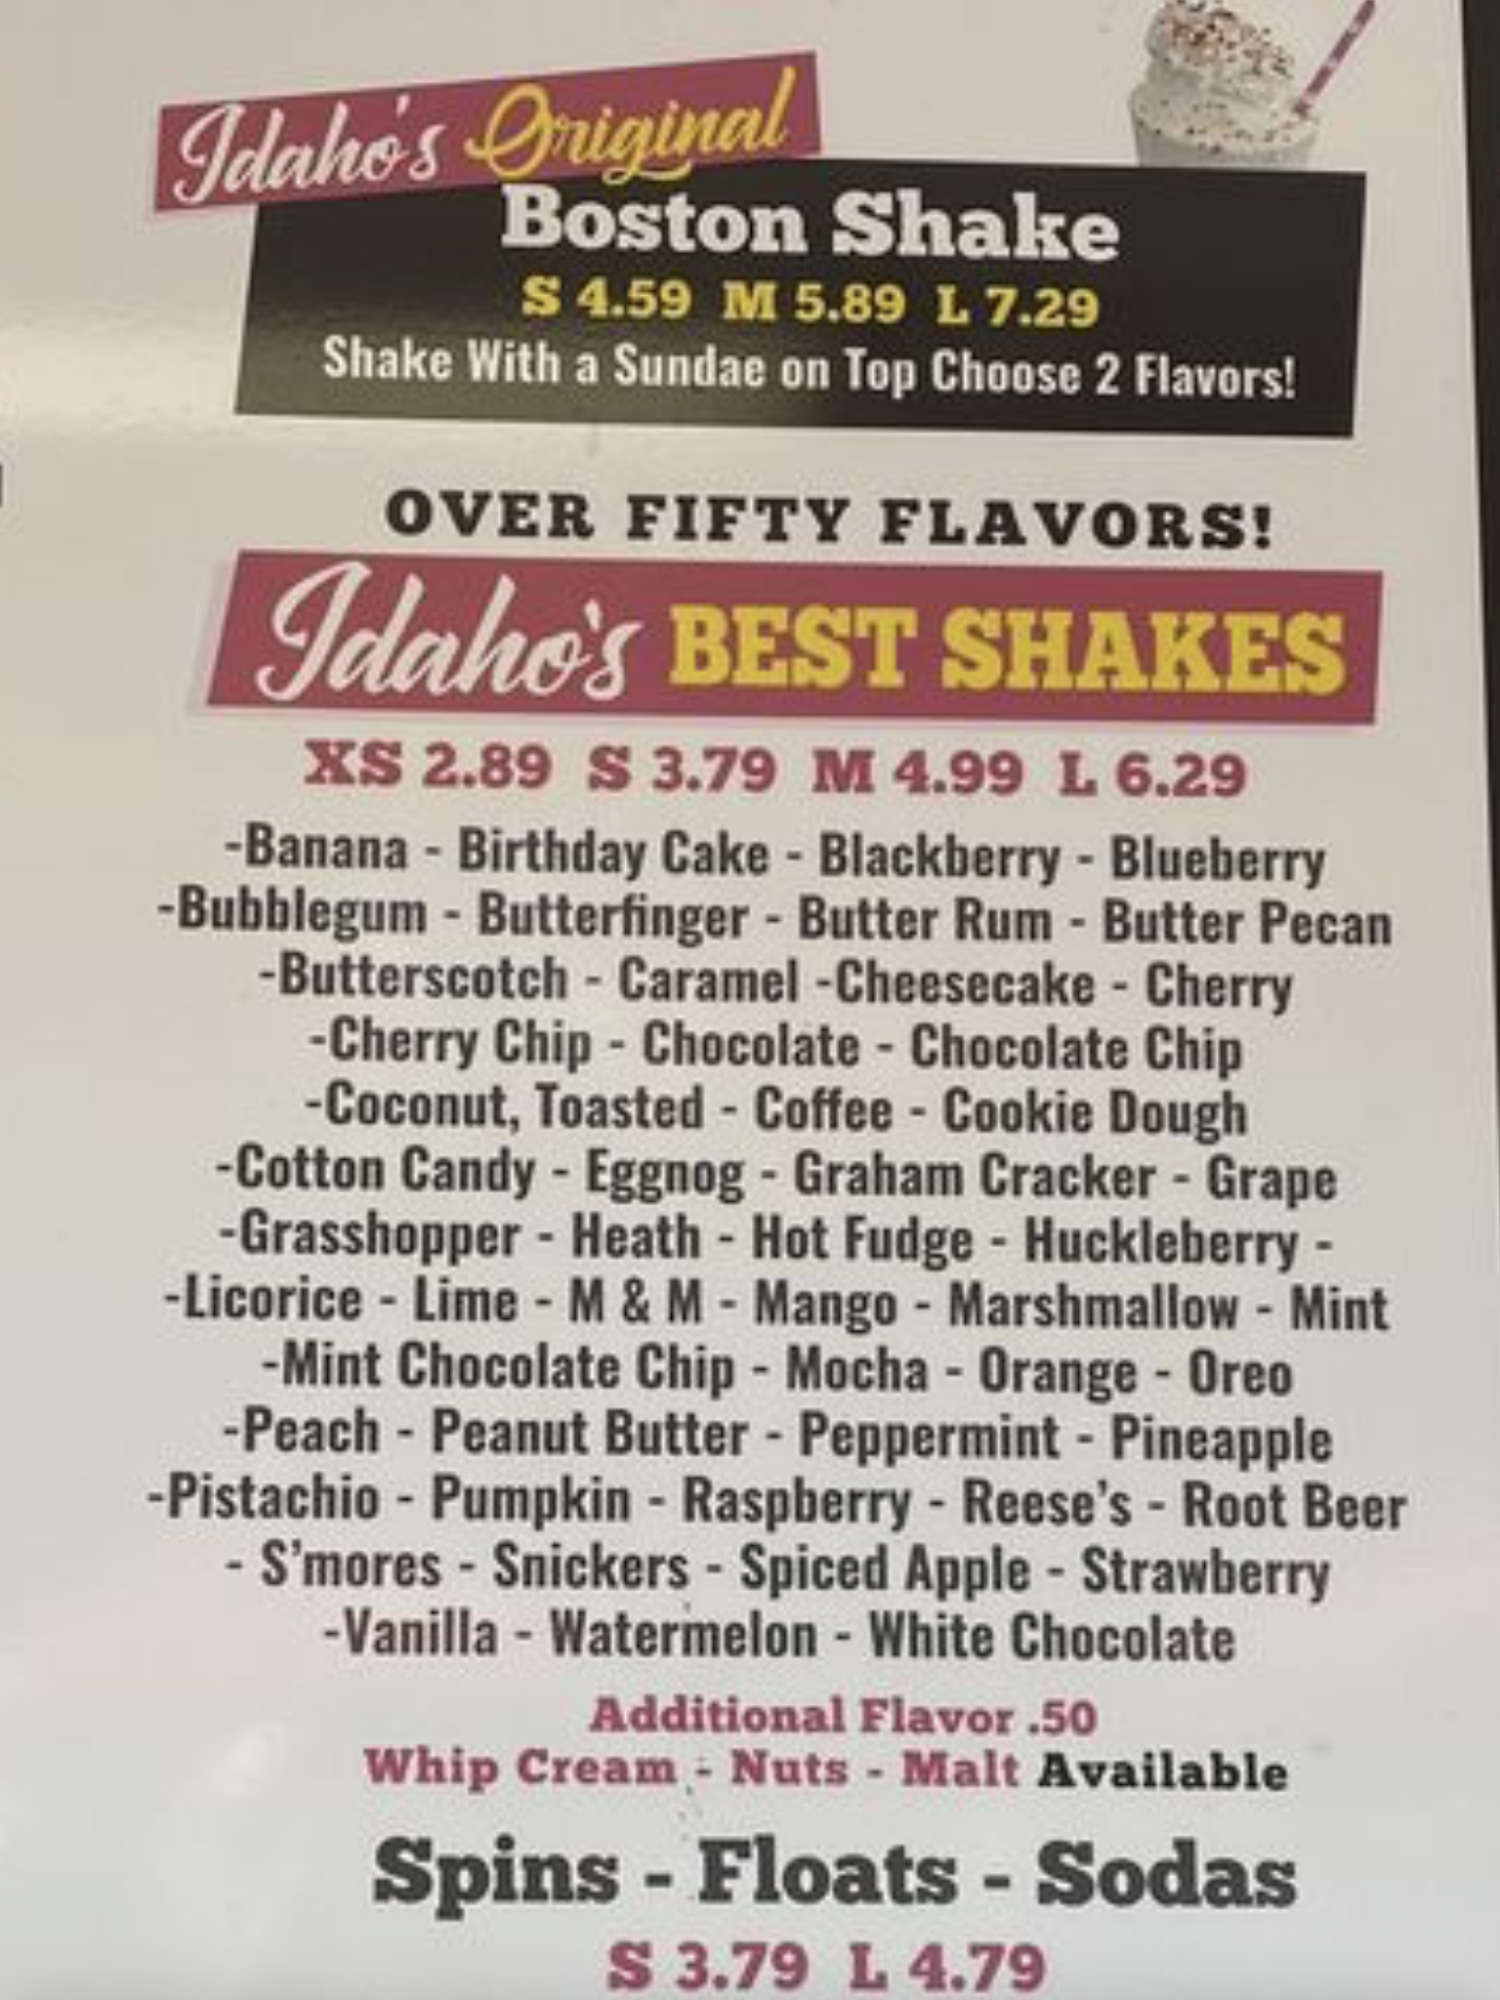 Idaho's Original
Boston Shake
S 4.59 M 5.89 L 7.29
Shake With a Sundae on Top Choose 2 Flavors!
OVER FIFTY FLAVORS!
Idaho's BEST SHAKES
XS 2.89 S 3.79 M 4.99 L 6.29
-Banana - Birthday Cake - Blackberry - Blueberry
-Bubblegum - Butterfinger - Butter Rum - Butter Pecan
-Butterscotch - Caramel -Cheesecake - Cherry
-Cherry Chip - Chocolate - Chocolate Chip
-Coconut, Toasted - Coffee - Cookie Dough
-Cotton Candy - Eggnog - Graham Cracker - Grape
-Grasshopper - Heath - Hot Fudge - Huckleberry -
-Licorice - Lime - M & M - Mango - Marshmallow - Mint
-Mint Chocolate Chip - Mocha - Orange - Oreo
-Peach - Peanut Butter - Peppermint - Pineapple
-Pistachio - Pumpkin - Raspberry - Reese's - Root Beer
- S'mores - Snickers - Spiced Apple - Strawberry
-Vanilla - Watermelon - White Chocolate
Additional Flavor .50
Whip Cream - Nuts - Malt Available
Spins - Floats - Sodas
S 3.79 L 4.79